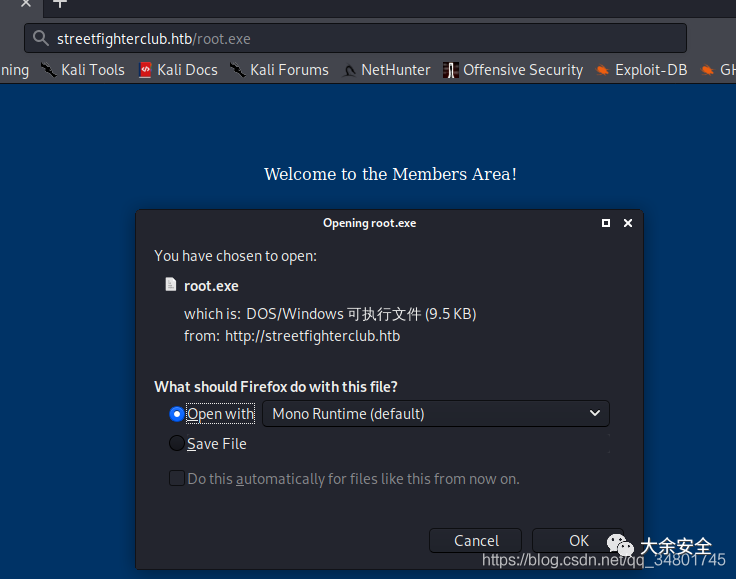 streetfighterclub.htb/root.exe
ning Kali Tools Kali Docs Kali Forums NetHunter Offensive Security Exploit-DB GH
Welcome to the Members Area!
Opening root.exe
You have chosen to open:
root.exe
which is: DOS/Windows 可执行文件 (9.5 KB)
from: http://streetfighterclub.htb
What should Firefox do with this file?
Open with Mono Runtime (default)
Save File
Do this automatically for files like this from now on.
Cancel OK
大余安全
https://blog.csdn.net/qq_34801745